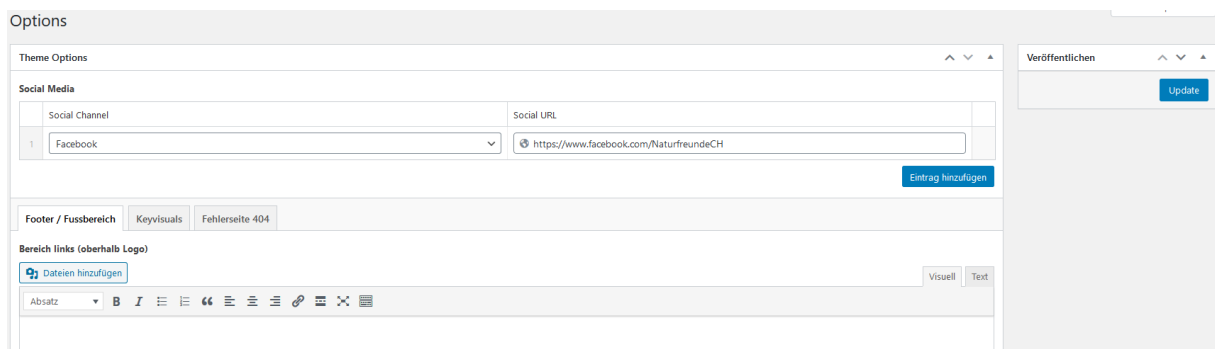 Options
Theme Options
Veröffentlichen
Social Media
Update
Social Channel Social URL
1 Facebook https://www.facebook.com/NaturfreundeCH
Eintrag hinzufügen
Footer / Fussbereich Keyvisuals Fehlerseite 404
Bereich links (oberhalb Logo)
Dateien hinzufügen
Visuell Text
Absatz B I